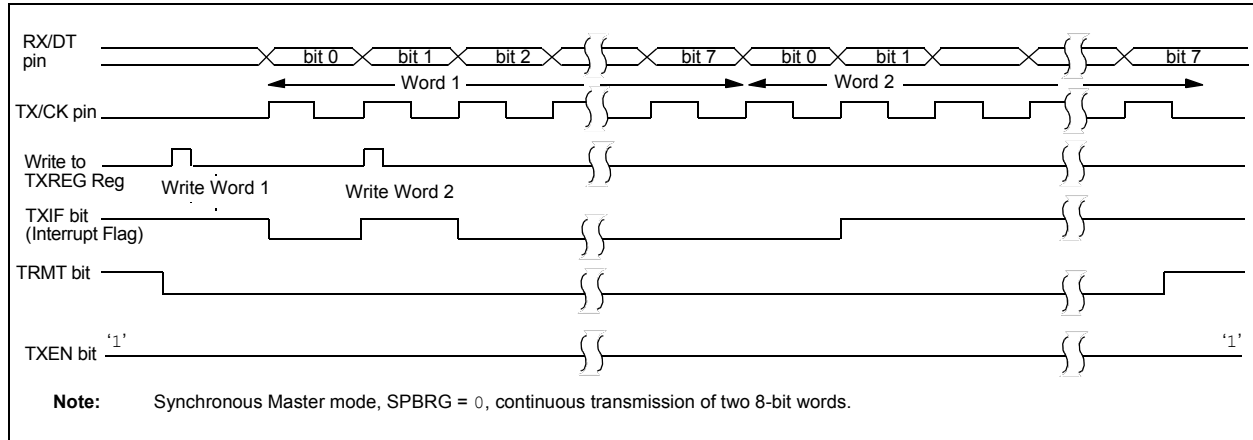 RX/DT
pin
bit 0 bit 1 bit 2 bit 7 bit 0 bit 1 bit 7
Word 1 Word 2
TX/CK pin
Write to
TXREG Reg
Write Word 1 Write Word 2
TXIF bit
(Interrupt Flag)
TRMT bit
TXEN bit ‘1’ ‘1’
Note: Synchronous Master mode, SPBRG = 0, continuous transmission of two 8-bit words.